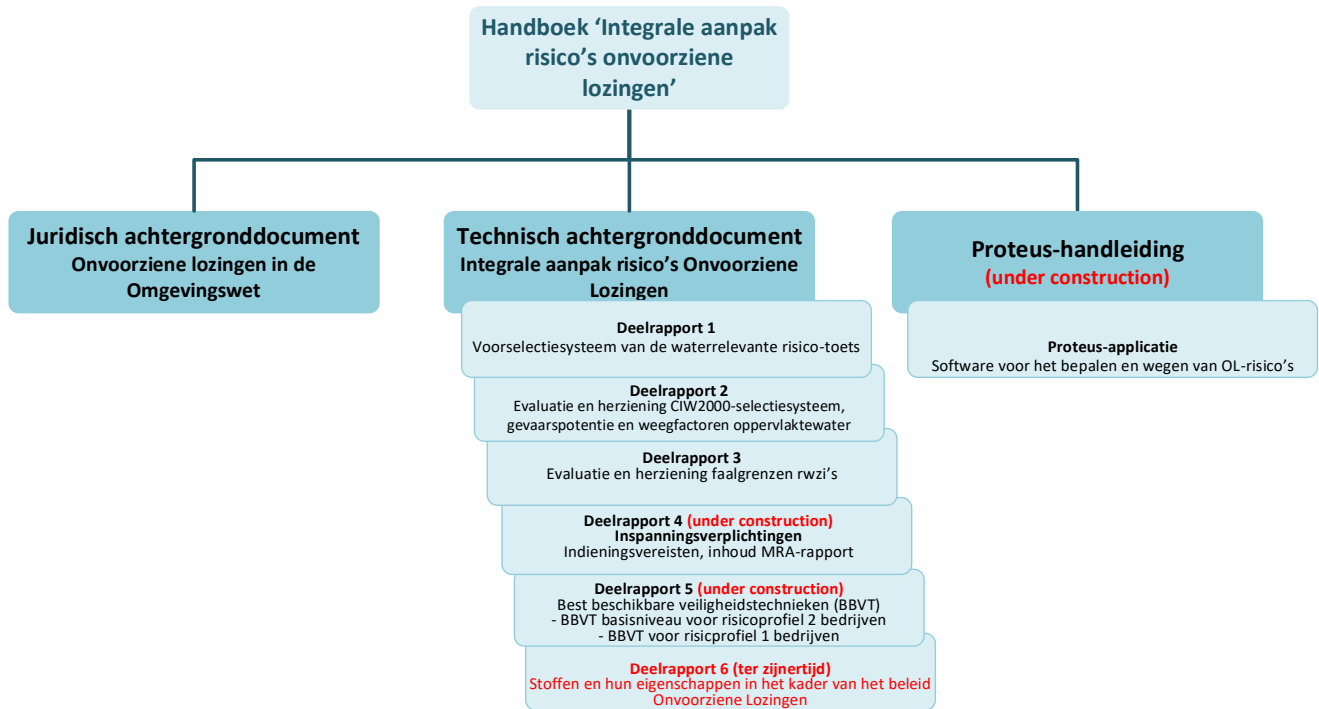 Handboek ‘Integrale aanpak
risico’s onvoorziene
lozingen’
Juridisch achtergronddocument
Onvoorziene lozingen in de
Omgevingswet
Technisch achtergronddocument
Integrale aanpak risico’s Onvoorziene
Lozingen
Deelrapport 1
Voorselectiesysteem van de waterrelevante risico-toets
Deelrapport 2
Evaluatie en herziening CIW2000-selectiesysteem,
gevaarspotentie en weegfactoren oppervlaktewater
Deelrapport 3
Evaluatie en herziening faalgrenzen rwzi’s
Deelrapport 4 (under construction)
Inspanningsverplichtingen
Indieningsvereisten, inhoud MRA-rapport
Deelrapport 5 (under construction)
Best beschikbare veiligheidstechnieken (BBVT)
- BBVT basisniveau voor risicoprofiel 2 bedrijven
- BBVT voor risicprofiel 1 bedrijven
Deelrapport 6 (ter zijnertijd)
Stoffen en hun eigenschappen in het kader van het beleid
Onvoorziene Lozingen
Proteus-handleiding
(under construction)
Proteus-applicatie
Software voor het bepalen en wegen van OL-risico’s